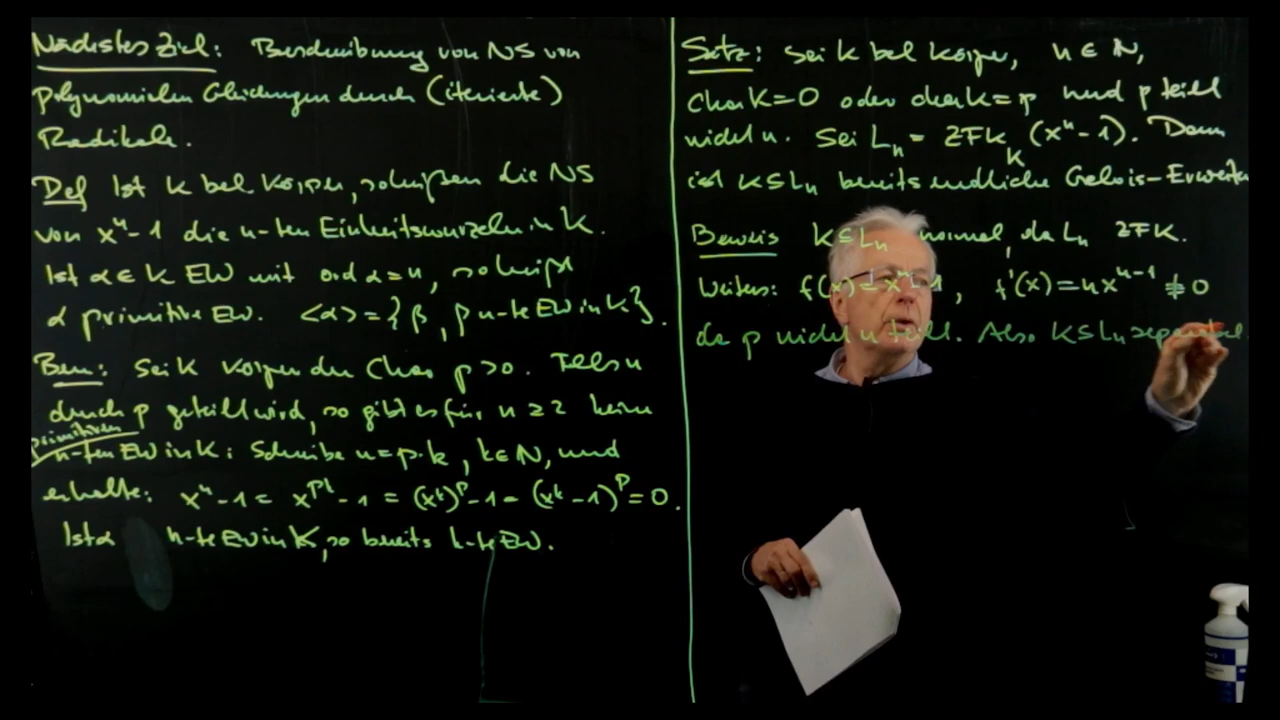 Nächstes Ziel: Beschreibung von NS von
polynomialen Gleichungen durch (iterierte)
Radikale.
Def Ist K bel Körper, so heißen die NS
von x^n-1 die n-ten Einheitswurzeln in K.
Ist α ∈ K EW mit ord α = n, so heißt
α primitive EW. <α> = {β, β n-te EW in K}.
Bem: Sei K Körper der Char p > 0. Falls n
durch p geteilt wird, so gibt es für n ≥ 2 keine
primitiven
n-ten EW in K: Schreibe n = p·k, k ∈ N, und
erhalte: x^n - 1 = x^{pk} - 1 = (x^k)^p - 1 = (x^k - 1)^p = 0.
Ist α n-te EW in K, so bereits k-te EW.
Satz: Sei K bel Körper, n ∈ N,
Char K = 0 oder char K = p und p teilt
nicht n. Sei L_n = ZFK_K (x^n - 1). Dann
ist K ≤ L_n bereits endliche Galois-Erweiter
Beweis K ≤ L_n normal, da L_n ZFK.
Weiters: f(x) = x^n - 1, f'(x) = n x^{n-1} ≠ 0
da p nicht n teilt. Also K ≤ L_n separabel.